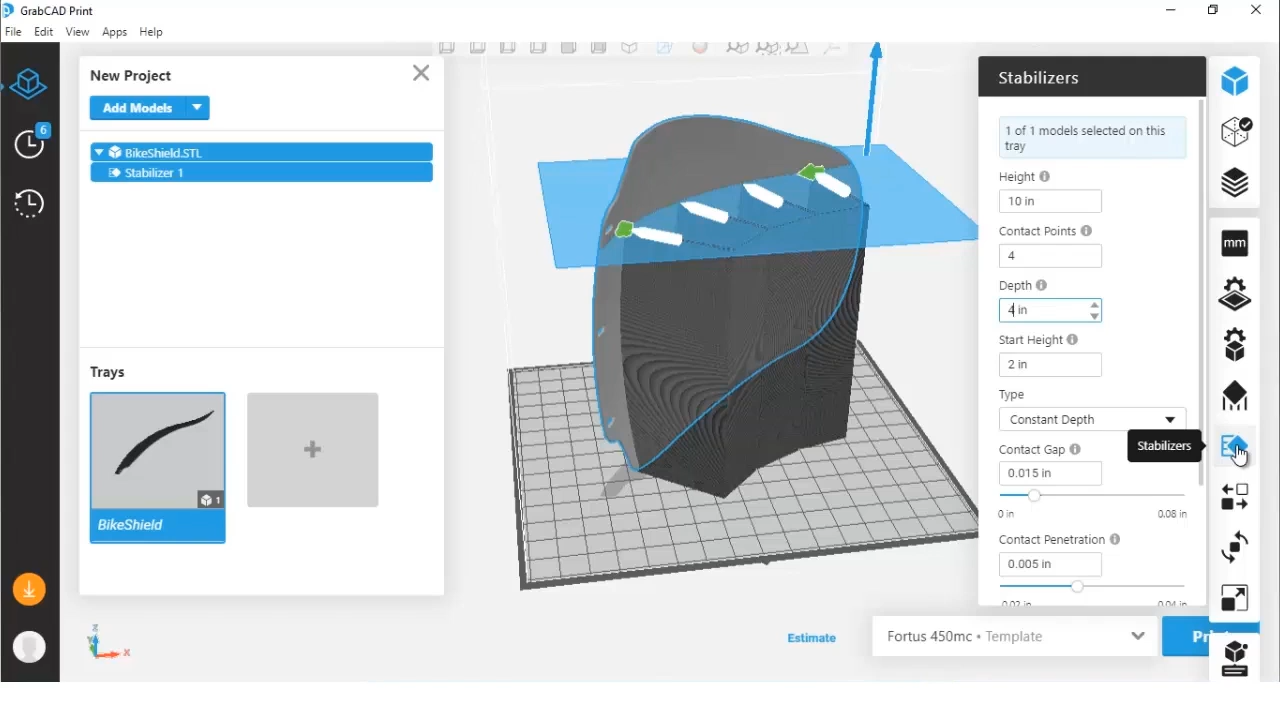 GrabCAD Print
File Edit View Apps Help
New Project
Add Models
BikeShield.STL
Stabilizer 1
6
Trays
1
BikeShield
Stabilizers
1 of 1 models selected on this
tray
Height
10 in
Contact Points
4
Depth
4 in
Start Height
2 in
Type
Constant Depth
Stabilizers
Contact Gap
0.015 in
0 in 0.08 in
Contact Penetration
0.005 in
mm
Z
Y
X
Estimate
Fortus 450mc • Template